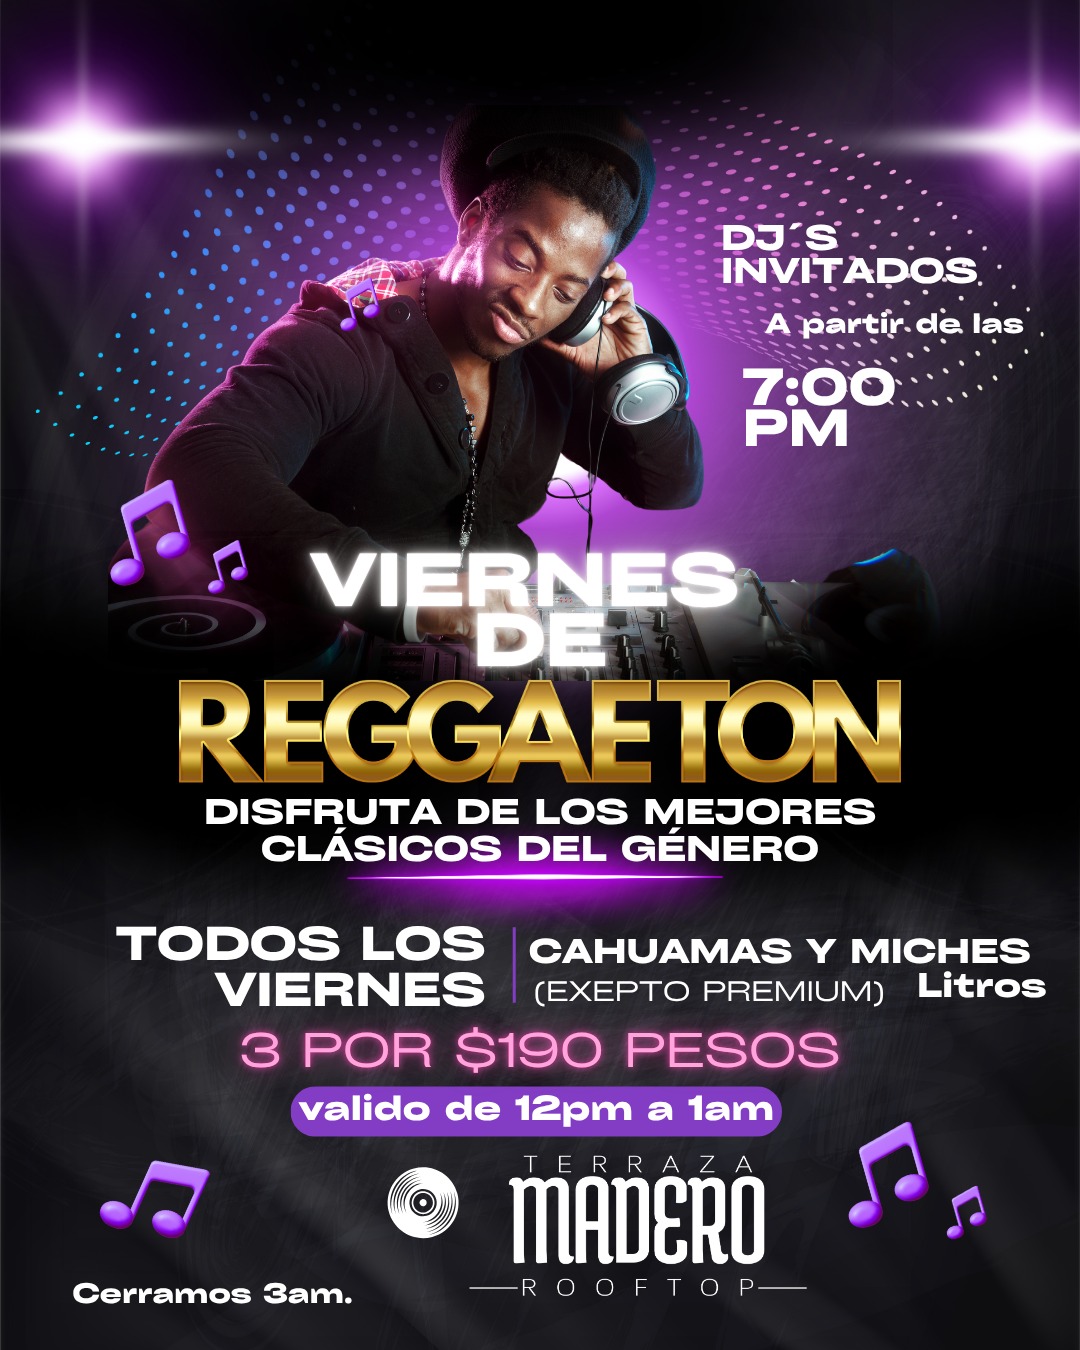 DJ´S
INVITADOS
A partir de las
7:00
PM
VIERNES
DE
REGGAETON
DISFRUTA DE LOS MEJORES
CLÁSICOS DEL GÉNERO
TODOS LOS
VIERNES
CAHUAMAS Y MICHES
(EXEPTO PREMIUM) Litros
3 POR $190 PESOS
valido de 12pm a 1am
TERRAZA
MADERO
ROOFTOP
Cerramos 3am.